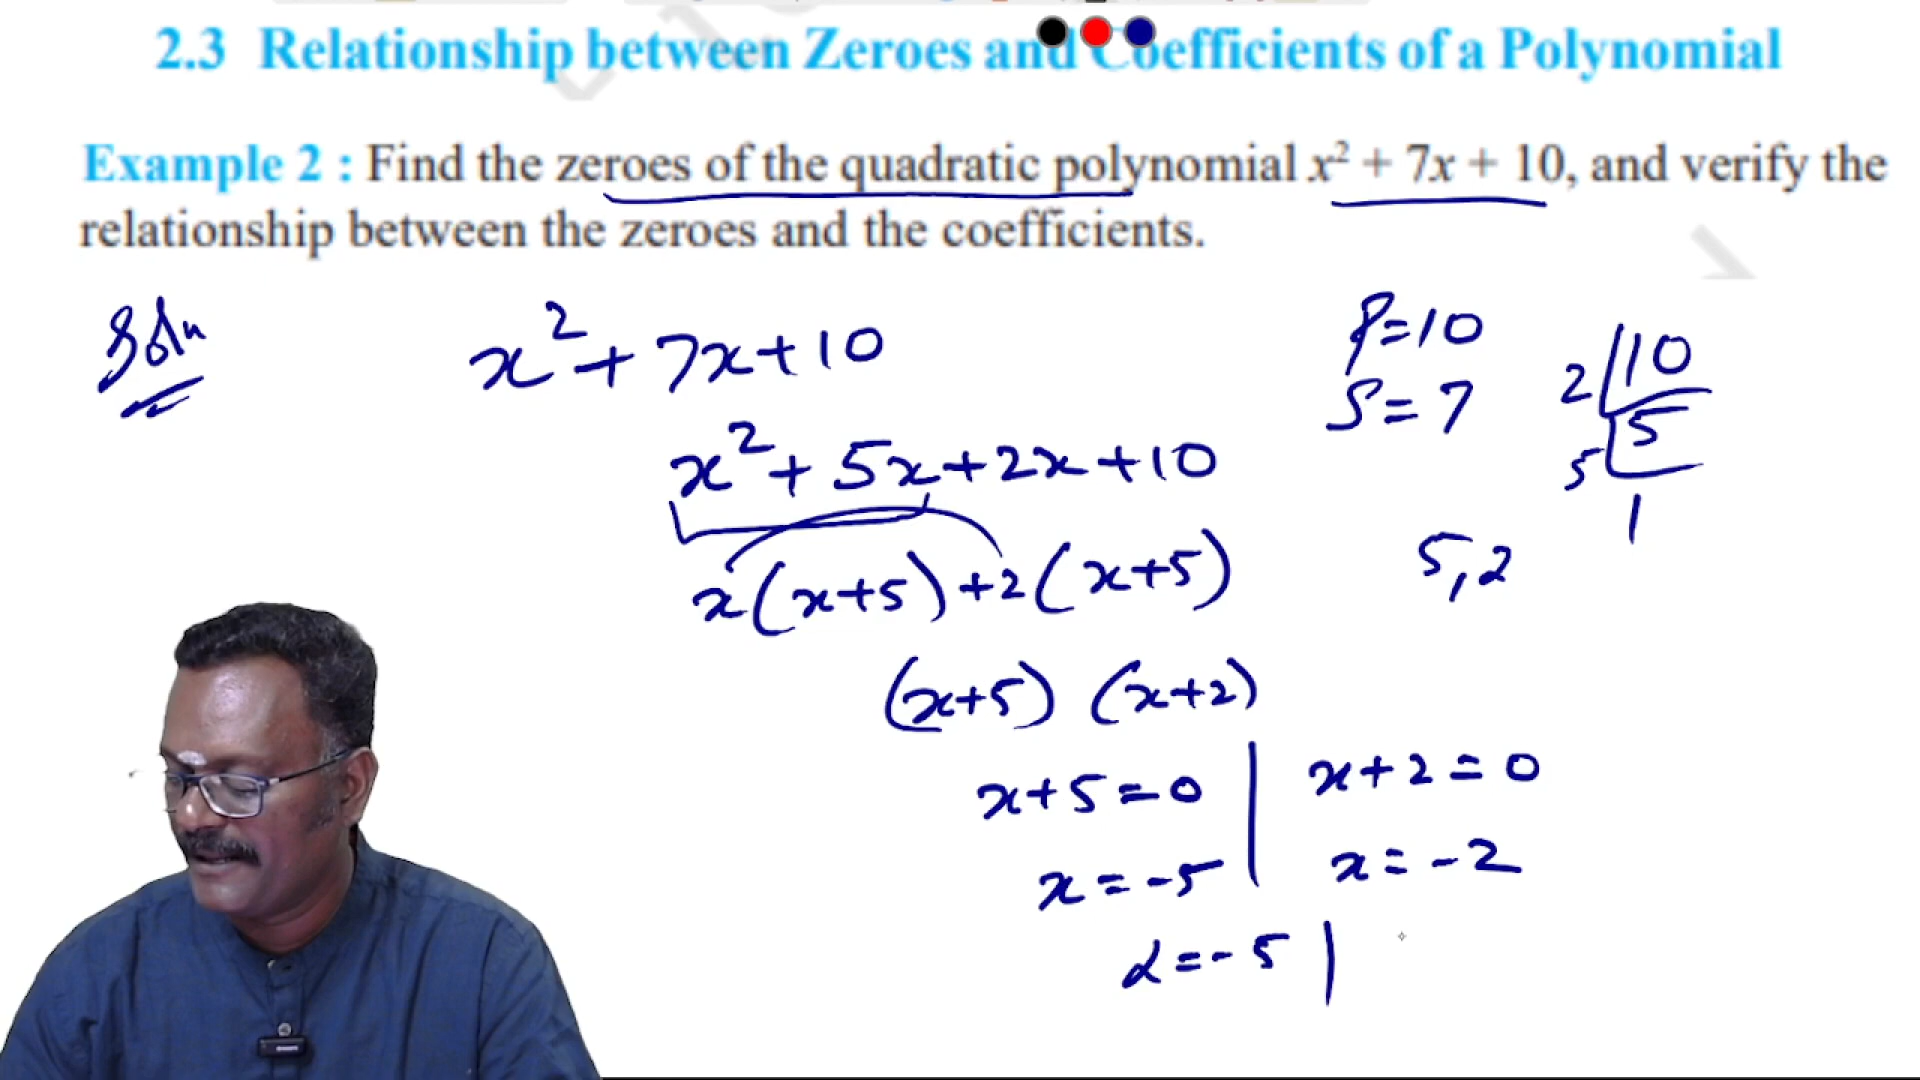 2.3 Relationship between Zeroes and Coefficients of a Polynomial
Example 2 : Find the zeroes of the quadratic polynomial x² + 7x + 10, and verify the
relationship between the zeroes and the coefficients.
Soln
x² + 7x + 10
P = 10
S = 7
2 | 10
5 | 5
1
x² + 5x + 2x + 10
x(x+5) + 2(x+5)
5, 2
(x+5) (x+2)
x + 5 = 0 | x + 2 = 0
x = -5 | x = -2
α = -5 |